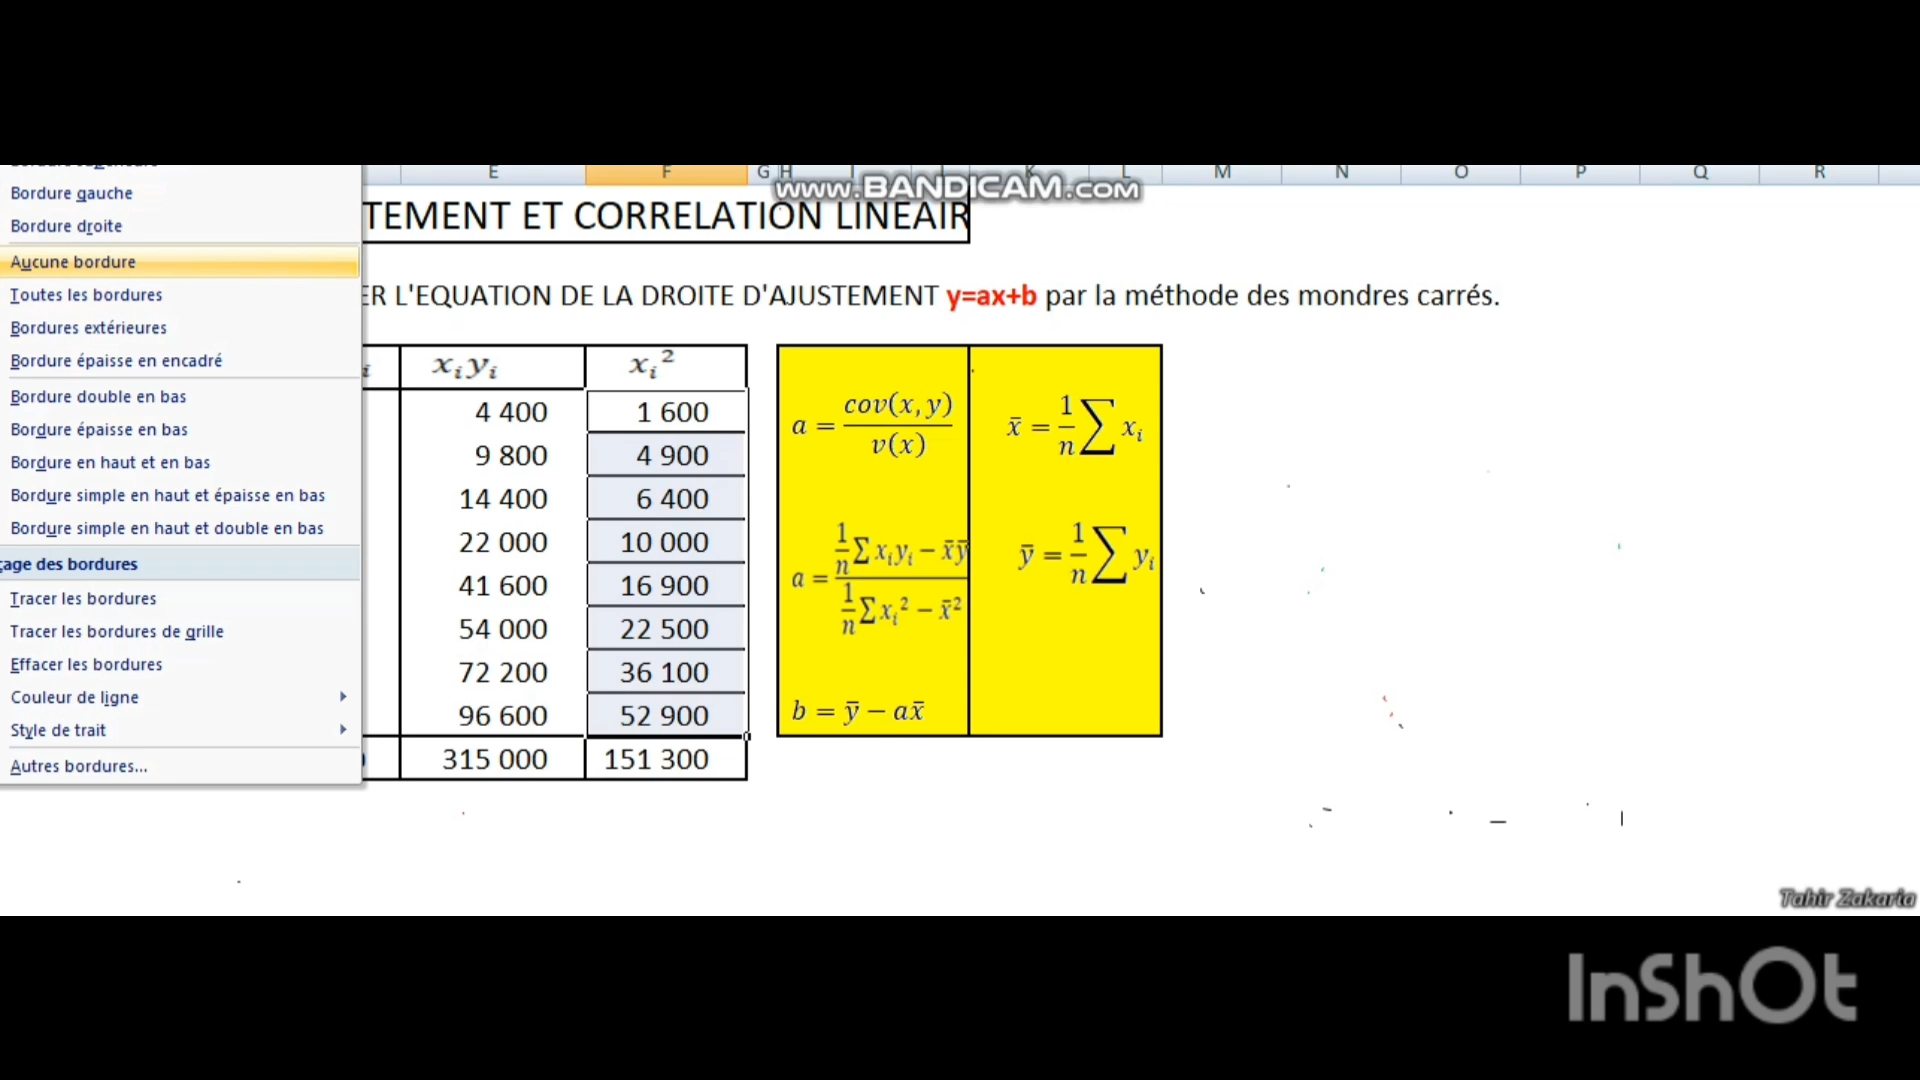 E F G H I J K L M N O P Q R
www.BANDICAM.com
TEMENT ET CORRELATION LINEAIR
ER L'EQUATION DE LA DROITE D'AJUSTEMENT y=ax+b par la méthode des mondres carrés.
Bordure gauche
Bordure droite
Aucune bordure
Toutes les bordures
Bordures extérieures
Bordure épaisse en encadré
Bordure double en bas
Bordure épaisse en bas
Bordure en haut et en bas
Bordure simple en haut et épaisse en bas
Bordure simple en haut et double en bas
çage des bordures
Tracer les bordures
Tracer les bordures de grille
Effacer les bordures
Couleur de ligne
Style de trait
Autres bordures...
i xᵢyᵢ xᵢ²
4 400 1 600
9 800 4 900
14 400 6 400
22 000 10 000
41 600 16 900
54 000 22 500
72 200 36 100
96 600 52 900
315 000 151 300
a = cov(x, y) / v(x)
x̄ = 1/n ∑ xᵢ
a = (1/n ∑ xᵢyᵢ − x̄ȳ) / (1/n ∑ xᵢ² − x̄²)
ȳ = 1/n ∑ yᵢ
b = ȳ − ax̄
Tahir Zakaria
InShOt